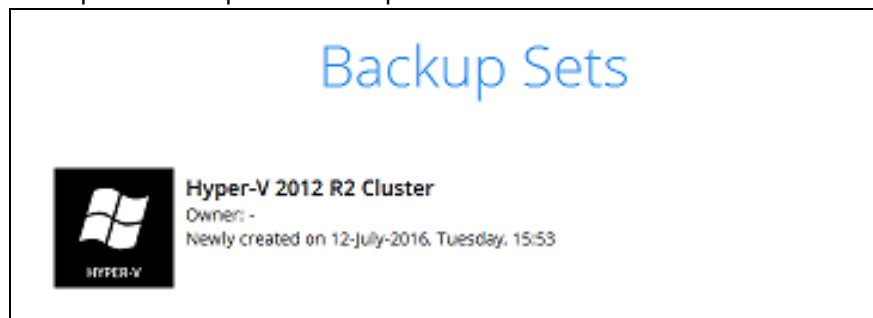 Backup Sets
Hyper-V 2012 R2 Cluster
Owner: -
Newly created on 12-July-2016, Tuesday, 15:53
HYPER-V